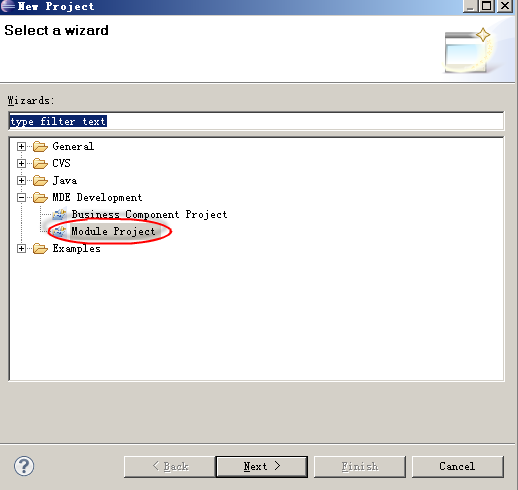 New Project
Select a wizard
Wizards:
type filter text
General
CVS
Java
MDE Development
Business Component Project
Module Project
Examples
< Back
Next >
Finish
Cancel